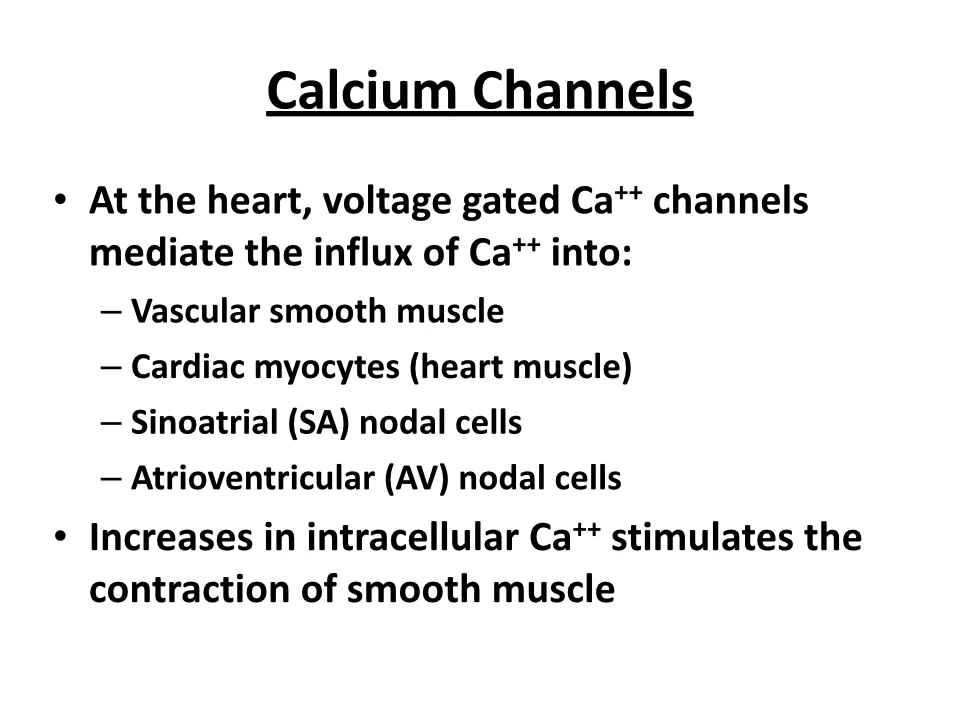 Calcium Channels
• At the heart, voltage gated Ca⁺⁺ channels
mediate the influx of Ca⁺⁺ into:
– Vascular smooth muscle
– Cardiac myocytes (heart muscle)
– Sinoatrial (SA) nodal cells
– Atrioventricular (AV) nodal cells
• Increases in intracellular Ca⁺⁺ stimulates the
contraction of smooth muscle